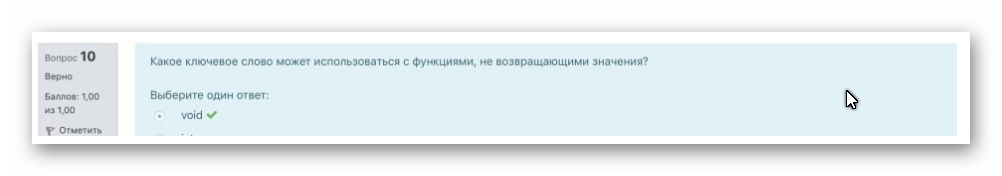 Вопрос 10
Верно
Баллов: 1,00
из 1,00
Отметить
Какое ключевое слово может использоваться с функциями, не возвращающими значения?
Выберите один ответ:
void